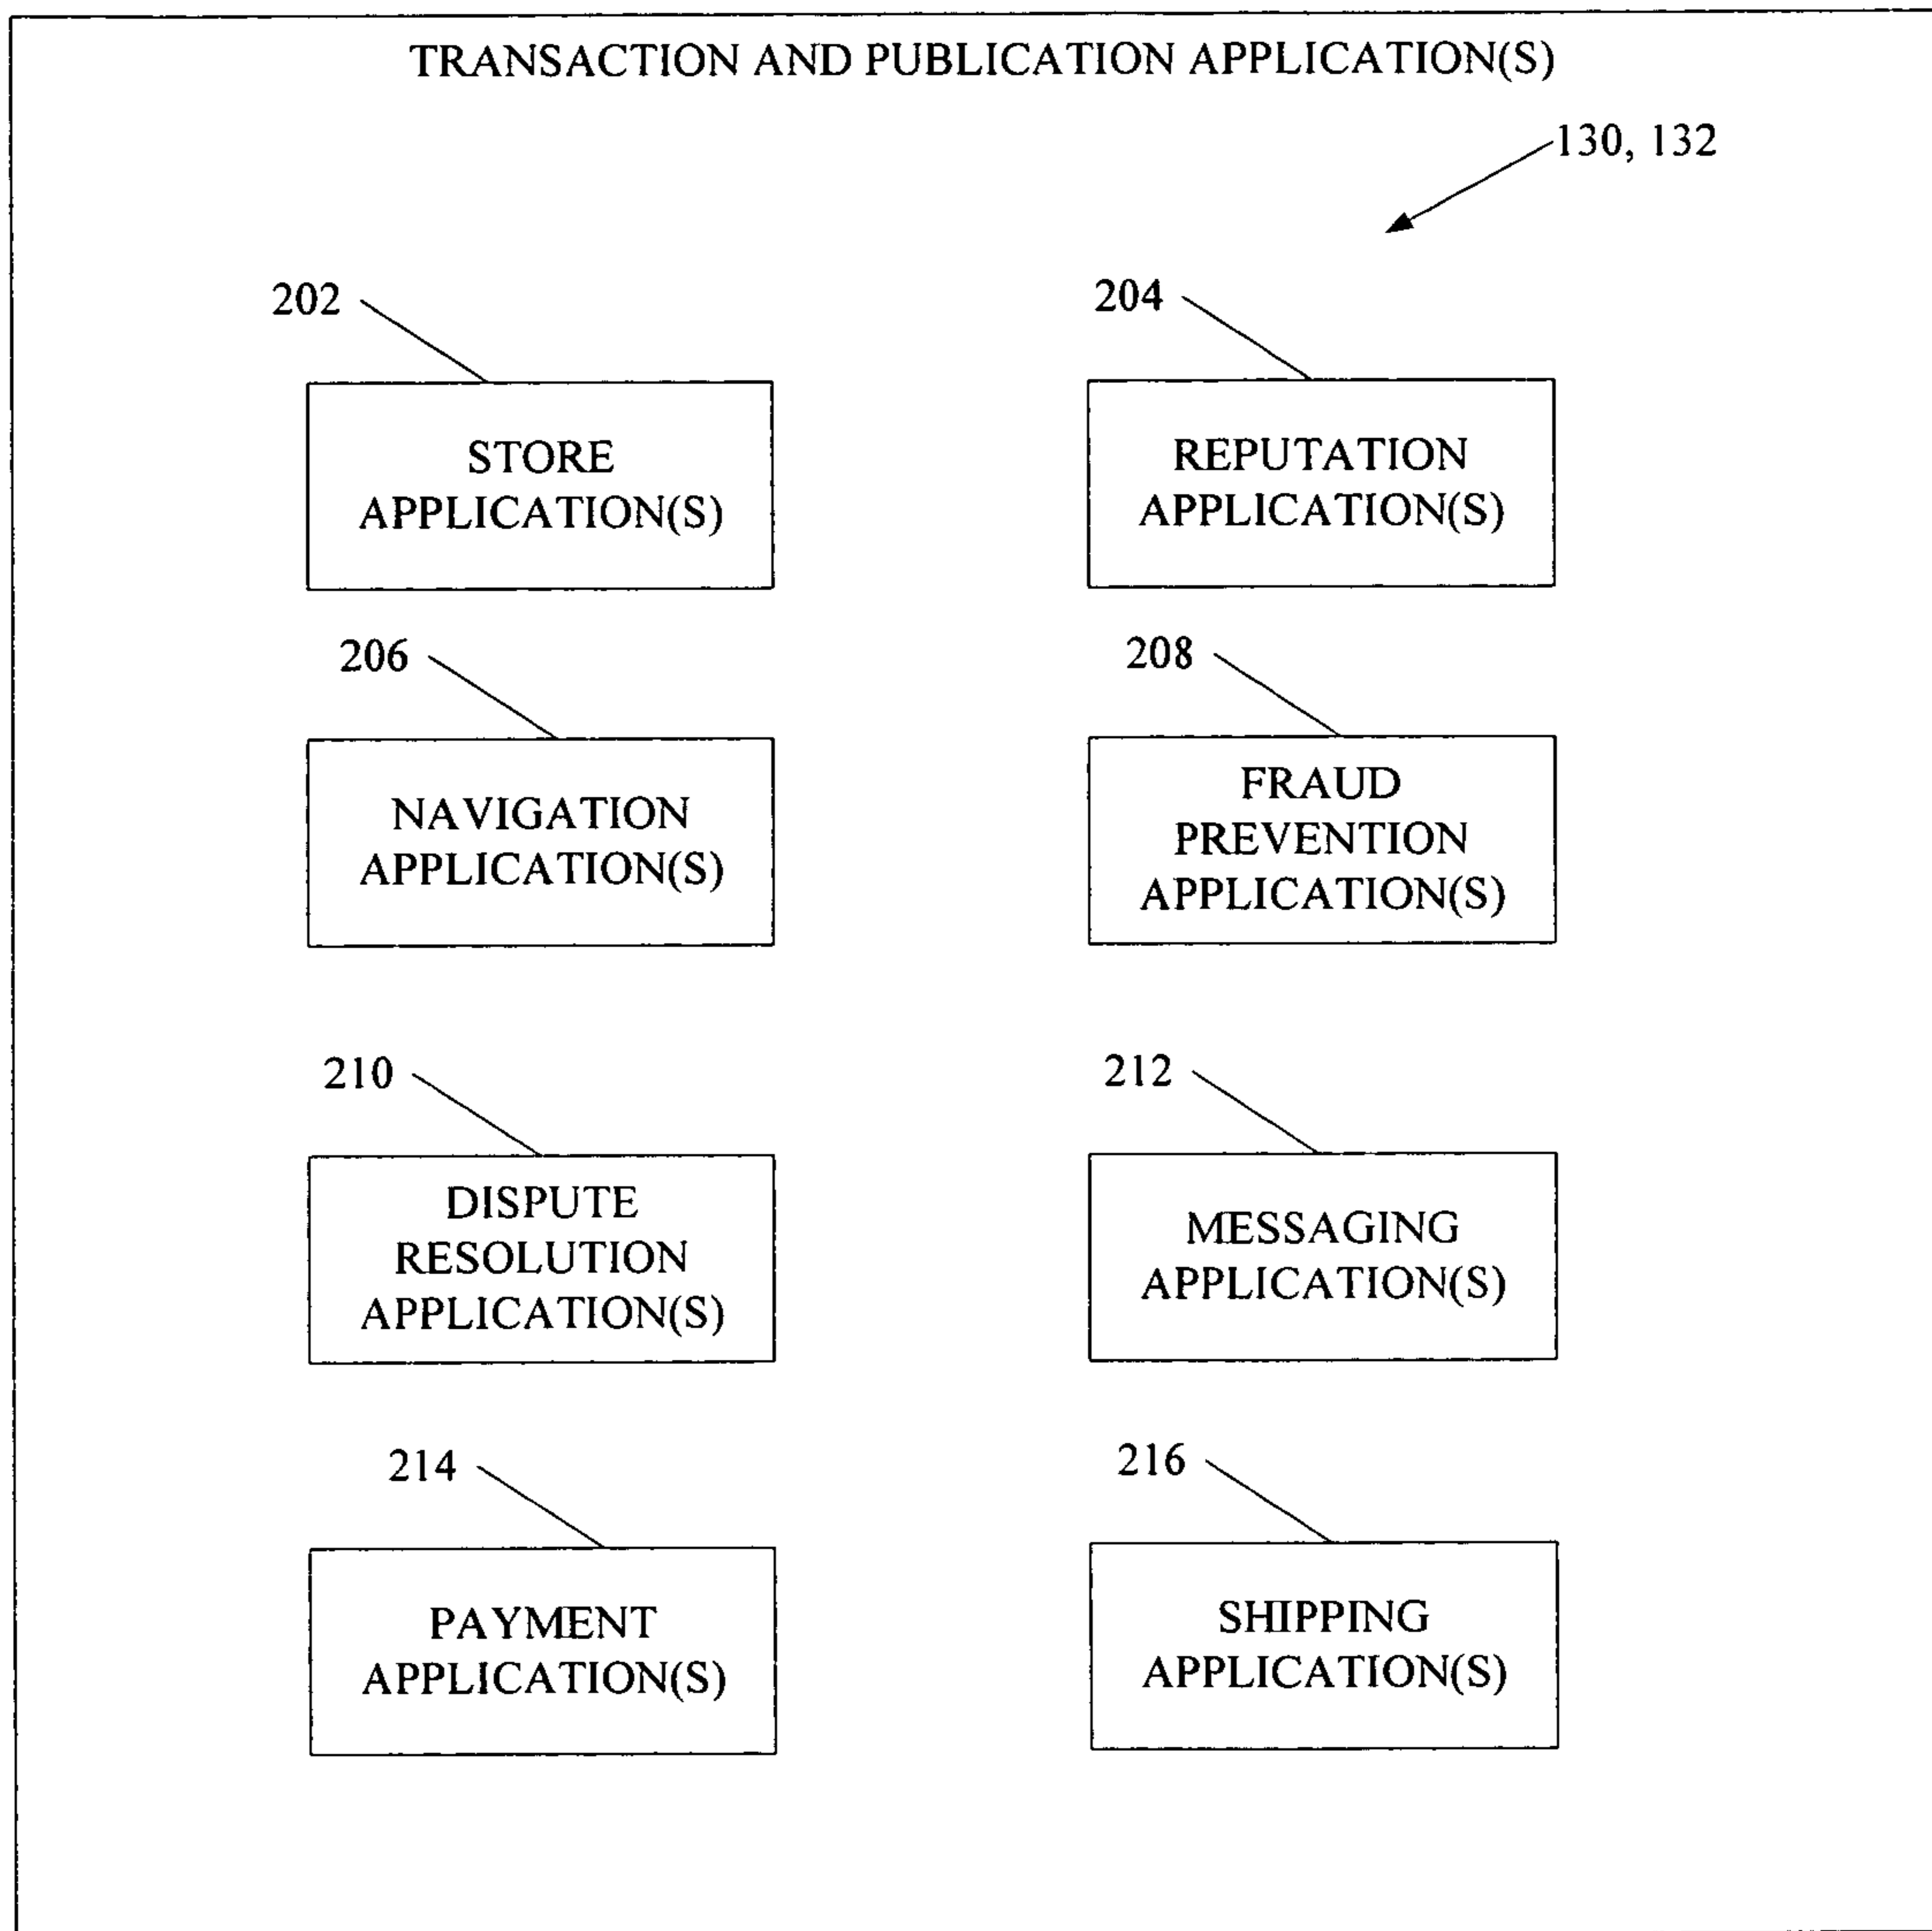 TRANSACTION AND PUBLICATION APPLICATION(S)
130, 132
202
204
STORE
APPLICATION(S)
REPUTATION
APPLICATION(S)
206
208
NAVIGATION
APPLICATION(S)
FRAUD
PREVENTION
APPLICATION(S)
210
212
DISPUTE
RESOLUTION
APPLICATION(S)
MESSAGING
APPLICATION(S)
214
216
PAYMENT
APPLICATION(S)
SHIPPING
APPLICATION(S)